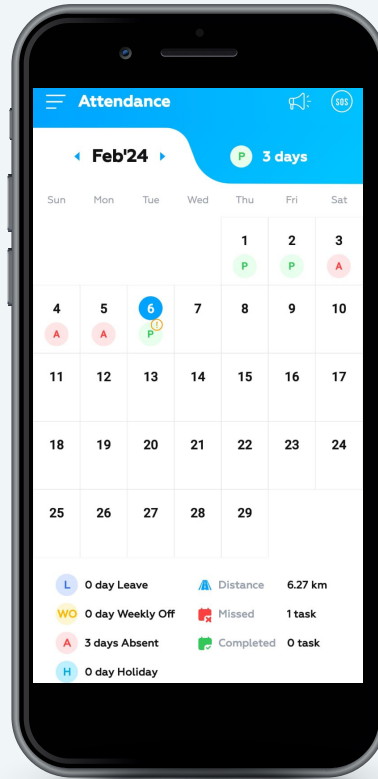 Attendance
SOS
Feb'24
P 3 days
Sun Mon Tue Wed Thu Fri Sat
1 2 3
P P A
4 5 6 7 8 9 10
A A P !
11 12 13 14 15 16 17
18 19 20 21 22 23 24
25 26 27 28 29
L 0 day Leave Distance 6.27 km
WO 0 day Weekly Off Missed 1 task
A 3 days Absent Completed 0 task
H 0 day Holiday